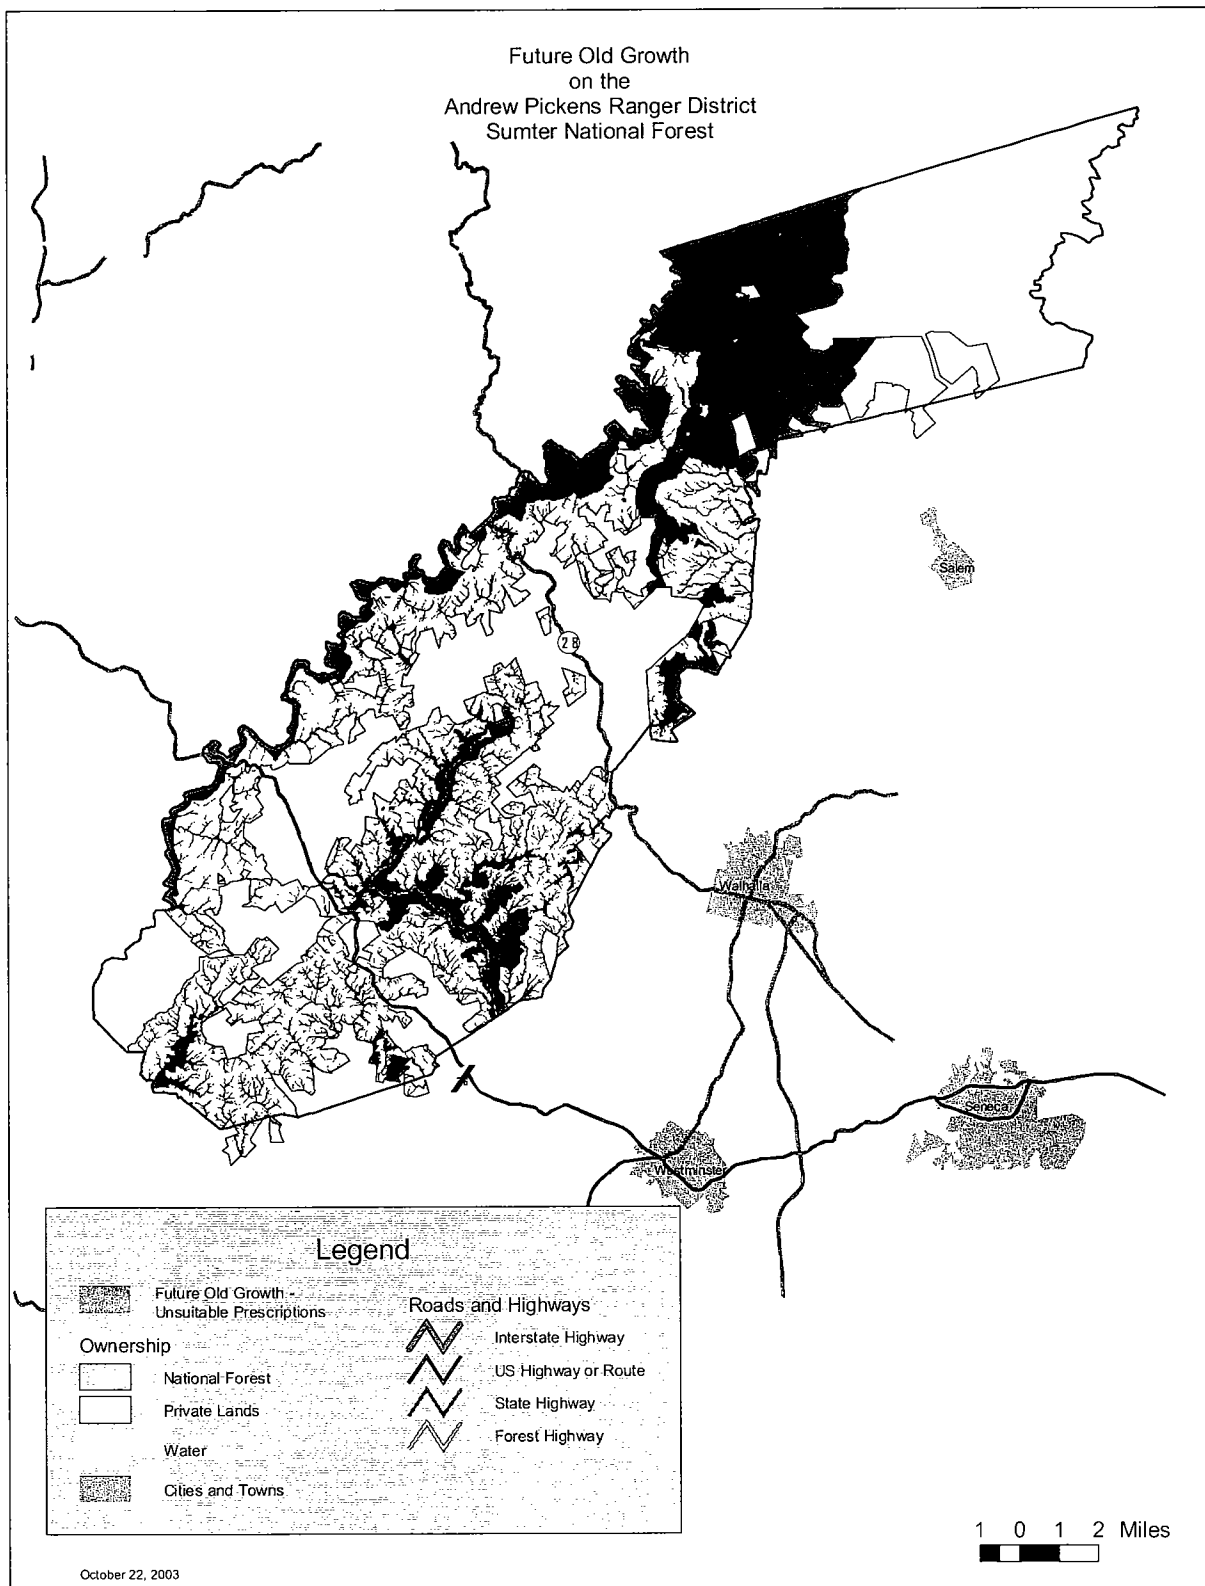 Future Old Growth
on the
Andrew Pickens Ranger District
Sumter National Forest
28
Salem
Walhalla
Seneca
Westminster
Legend
Future Old Growth -
Unsuitable Prescriptions
Ownership
National Forest
Private Lands
Water
Cities and Towns
Roads and Highways
Interstate Highway
US Highway or Route
State Highway
Forest Highway
1 0 1 2 Miles
October 22, 2003